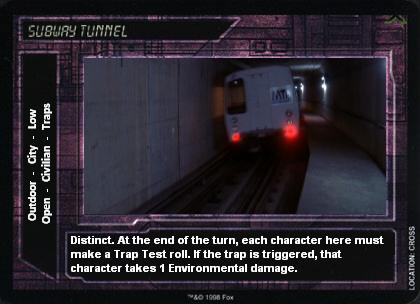 SUBWAY TUNNEL
Outdoor - City - Low
Open - Civilian - Traps
Distinct. At the end of the turn, each character here must
make a Trap Test roll. If the trap is triggered, that
character takes 1 Environmental damage.
LOCATION: CROSS
™& © 1998 Fox